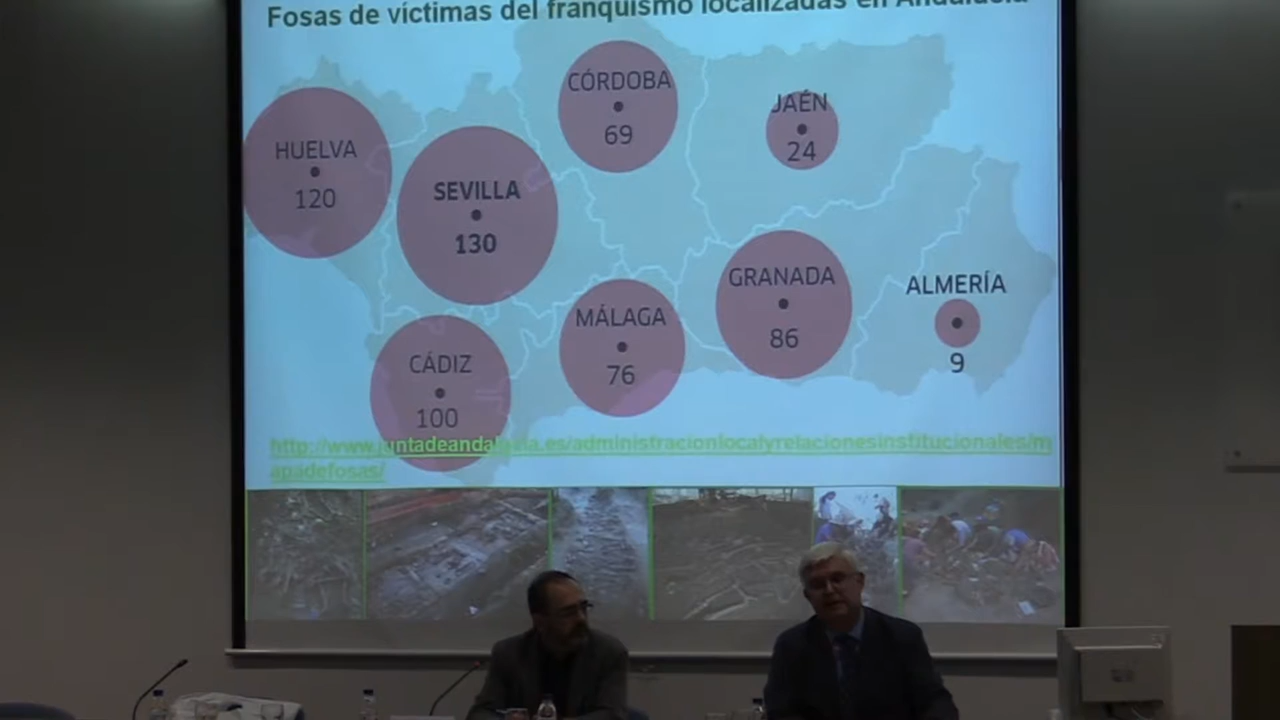 Fosas de víctimas del franquismo localizadas en Andalucía
CÓRDOBA
69
JAÉN
24
HUELVA
120
SEVILLA
130
GRANADA
86
ALMERÍA
9
MÁLAGA
76
CÁDIZ
100
http://www.juntadeandalucia.es/administracionlocalyrelacionesinstitucionales/m
apadefosas/